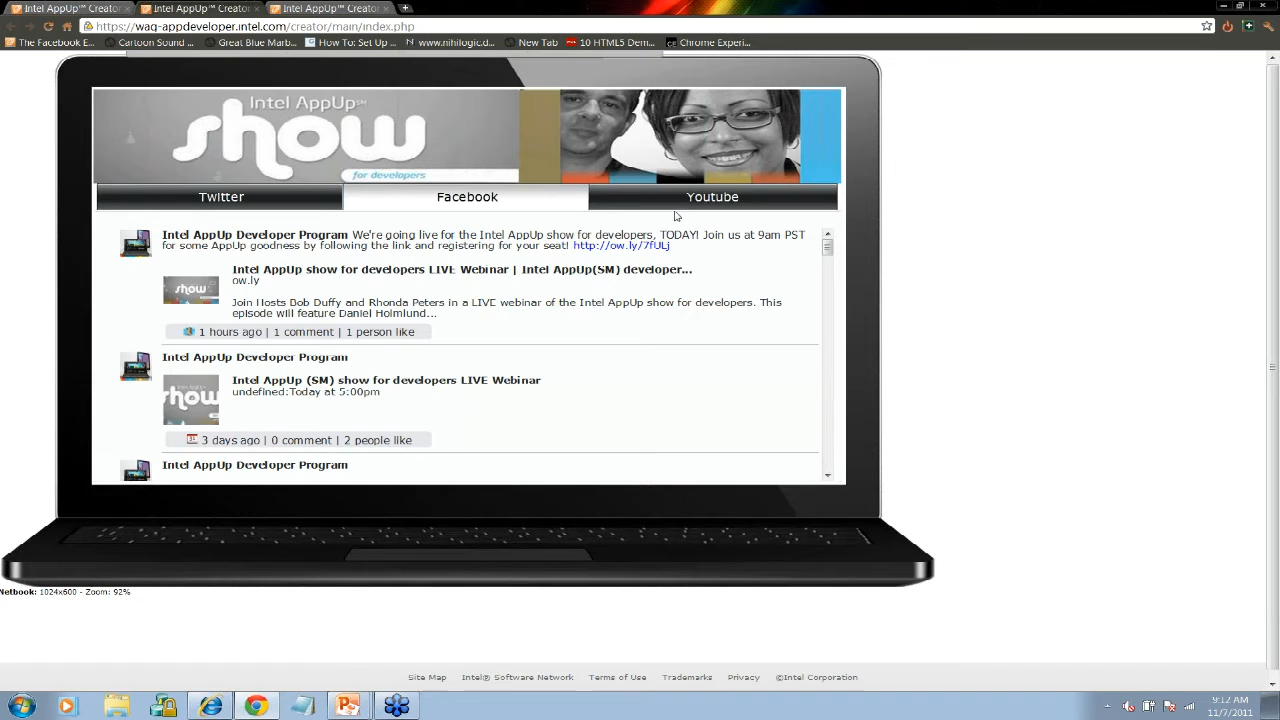 Intel AppUp℠ Creator
Intel AppUp℠ Creator
Intel AppUp℠ Creator
https://waq-appdeveloper.intel.com/creator/main/index.php
The Facebook E...
Cartoon Sound ...
Great Blue Marb...
How To: Set Up ...
www.nihilogic.d...
New Tab
10 HTML5 Dem...
Chrome Experi...
Intel AppUp℠
show
for developers
Twitter
Facebook
Youtube
Intel AppUp Developer Program We're going live for the Intel AppUp show for developers, TODAY! Join us at 9am PST
for some AppUp goodness by following the link and registering for your seat! http://ow.ly/7fULj
Intel AppUp show for developers LIVE Webinar | Intel AppUp(SM) developer...
ow.ly
show
Join Hosts Bob Duffy and Rhonda Peters in a LIVE webinar of the Intel AppUp show for developers. This
episode will feature Daniel Holmlund...
1 hours ago | 1 comment | 1 person like
Intel AppUp Developer Program
Intel AppUp (SM) show for developers LIVE Webinar
undefined:Today at 5:00pm
show
3 days ago | 0 comment | 2 people like
Intel AppUp Developer Program
Netbook: 1024x600 - Zoom: 92%
Site Map
Intel® Software Network
Terms of Use
Trademarks
Privacy
©Intel Corporation
9:12 AM
11/7/2011